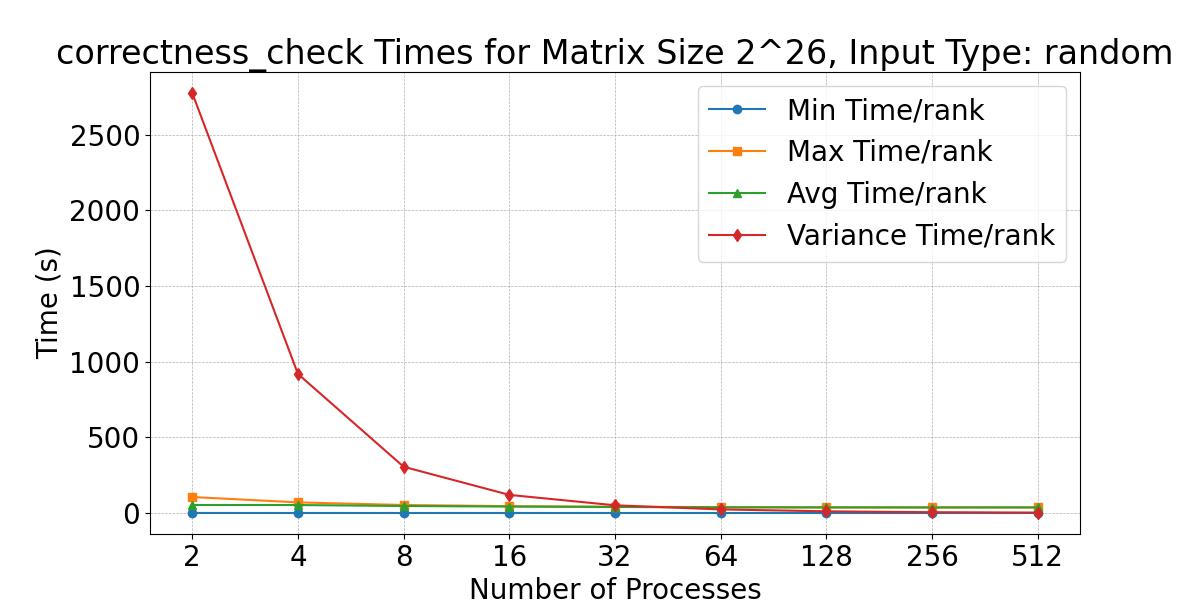 correctness_check Times for Matrix Size 2^26, Input Type: random
Min Time/rank
Max Time/rank
Avg Time/rank
Variance Time/rank
Time (s)
2500
2000
1500
1000
500
0
2 4 8 16 32 64 128 256 512
Number of Processes